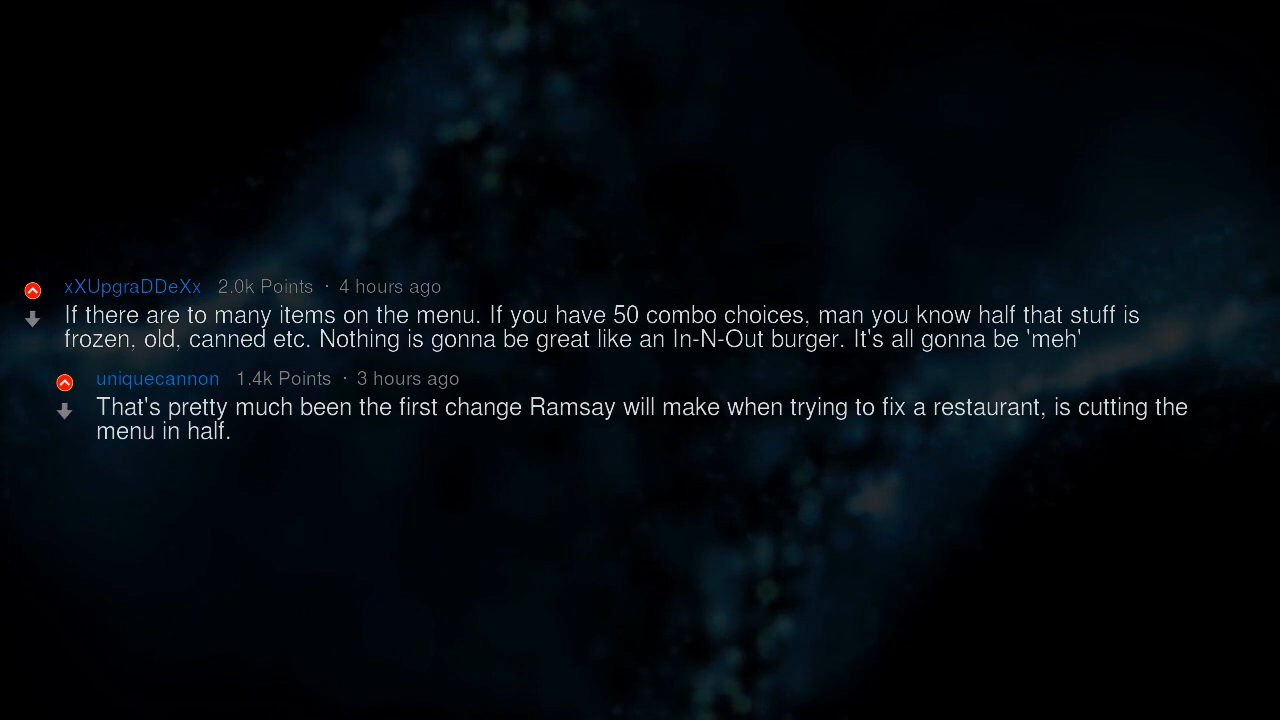 xXUpgraDDeXx 2.0k Points · 4 hours ago
If there are to many items on the menu. If you have 50 combo choices, man you know half that stuff is
frozen, old, canned etc. Nothing is gonna be great like an In-N-Out burger. It's all gonna be 'meh'
uniquecannon 1.4k Points · 3 hours ago
That's pretty much been the first change Ramsay will make when trying to fix a restaurant, is cutting the
menu in half.